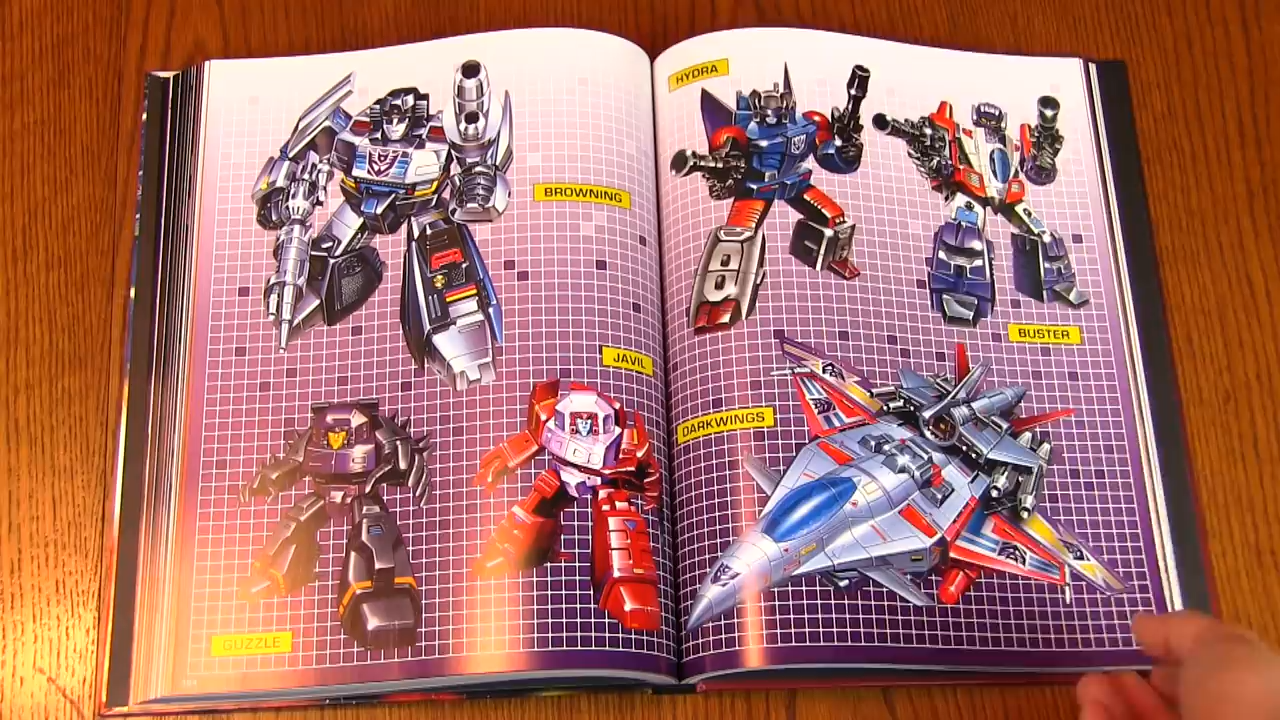 BROWNING
JAVIL
GUZZLE
HYDRA
BUSTER
DARKWINGS